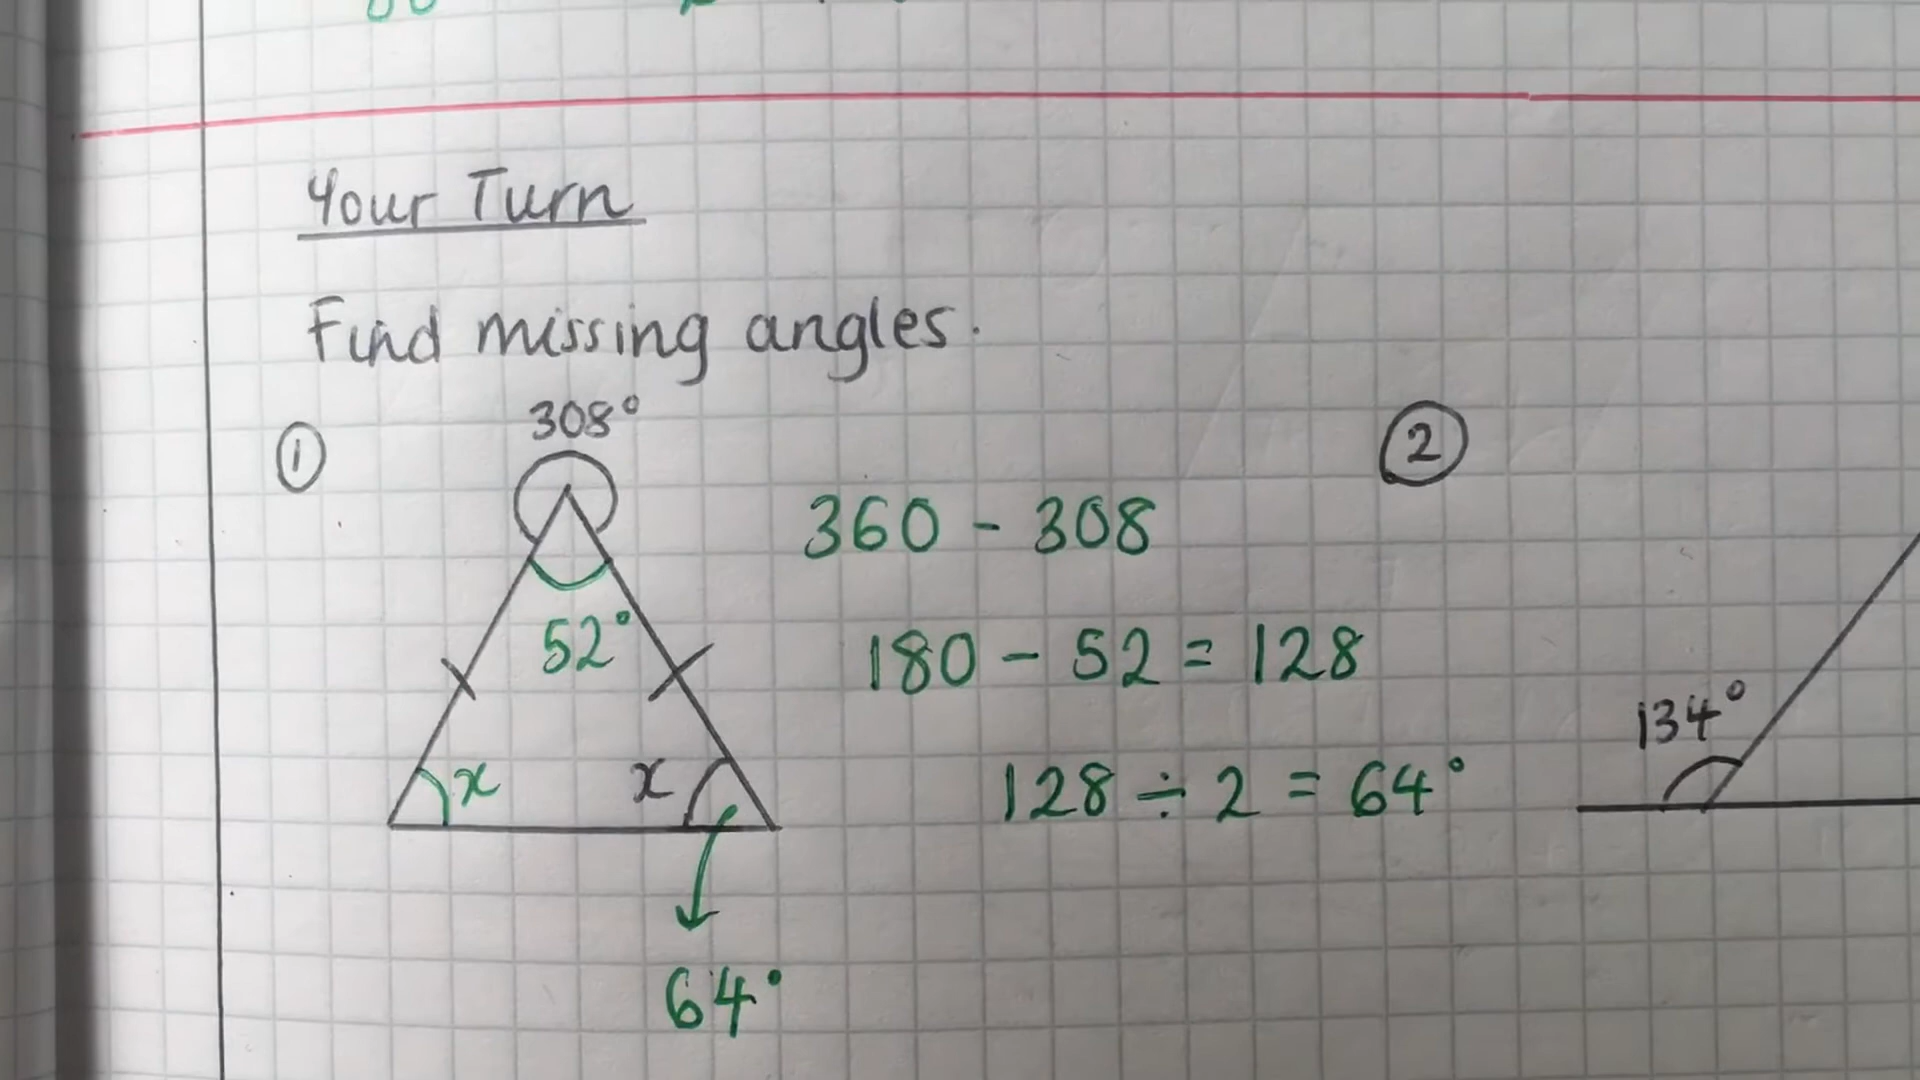 Your Turn
Find missing angles.
①
308°
52°
x
x
64°
360 - 308
180 - 52 = 128
128 ÷ 2 = 64°
②
134°